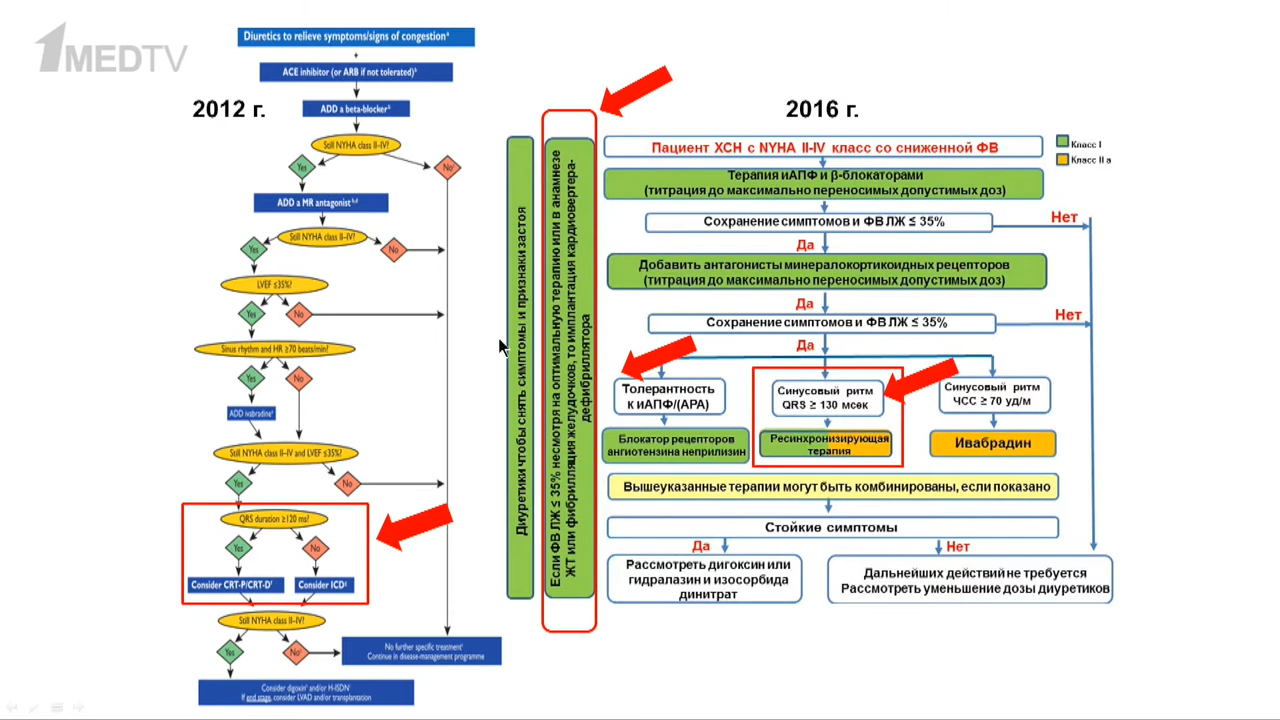 1MEDTV
2012 г.
Diuretics to relieve symptoms/signs of congestionᵃ
+
ACE inhibitor (or ARB if not tolerated)ᵇ
ADD a beta-blockerᵇ
Still NYHA class II–IV?
Yes
Noᶜ
ADD a MR antagonistᵇ,ᵈ
Still NYHA class II–IV?
Yes
No
LVEF ≤35%?
Yes
No
Sinus rhythm and HR ≥70 beats/min?
Yes
No
ADD ivabradineᵉ
Still NYHA class II–IV and LVEF ≤35%?
Yes
No
QRS duration ≥120 ms?
Yes
No
Consider CRT-P/CRT-Dᶠ
Consider ICDᵍ
Still NYHA class II–IV?
Yes
Noᶜ
No further specific treatment
Continue in disease-management programme
Consider digoxinʰ and/or H-ISDNⁱ
If end stage, consider LVAD and/or transplantation
2016 г.
Класс I
Класс II a
Диуретики чтобы снять симптомы и признаки застоя
Если ФВ ЛЖ ≤ 35% несмотря на оптимальную терапию или в анамнезе
ЖТ или фибрилляция желудочков, то имплантация кардиовертера-
дефибриллятора
Пациент ХСН с NYHA II-IV класс со сниженной ФВ
Терапия иАПФ и β-блокаторами
(титрация до максимально переносимых допустимых доз)
Сохранение симптомов и ФВ ЛЖ ≤ 35%
Нет
Да
Добавить антагонисты минералокортикоидных рецепторов
(титрация до максимально переносимых допустимых доз)
Да
Сохранение симптомов и ФВ ЛЖ ≤ 35%
Нет
Да
Толерантность
к иАПФ/(АРА)
Синусовый ритм
QRS ≥ 130 мсек
Синусовый ритм
ЧСС ≥ 70 уд/м
Блокатор рецепторов
ангиотензина неприлизин
Ресинхронизирующая
терапия
Ивабрадин
Вышеуказанные терапии могут быть комбинированы, если показано
Стойкие симптомы
Да
Нет
Рассмотреть дигоксин или
гидралазин и изосорбида
динитрат
Дальнейших действий не требуется
Рассмотреть уменьшение дозы диуретиков